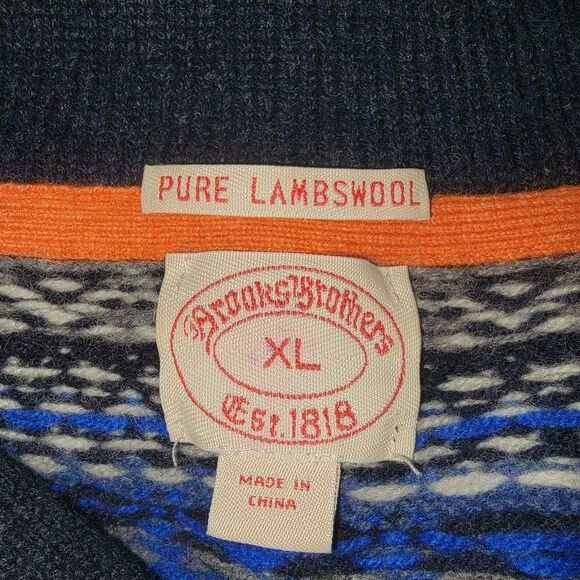 PURE LAMBSWOOL
Brooks Brothers
XL
Est. 1818
MADE IN
CHINA